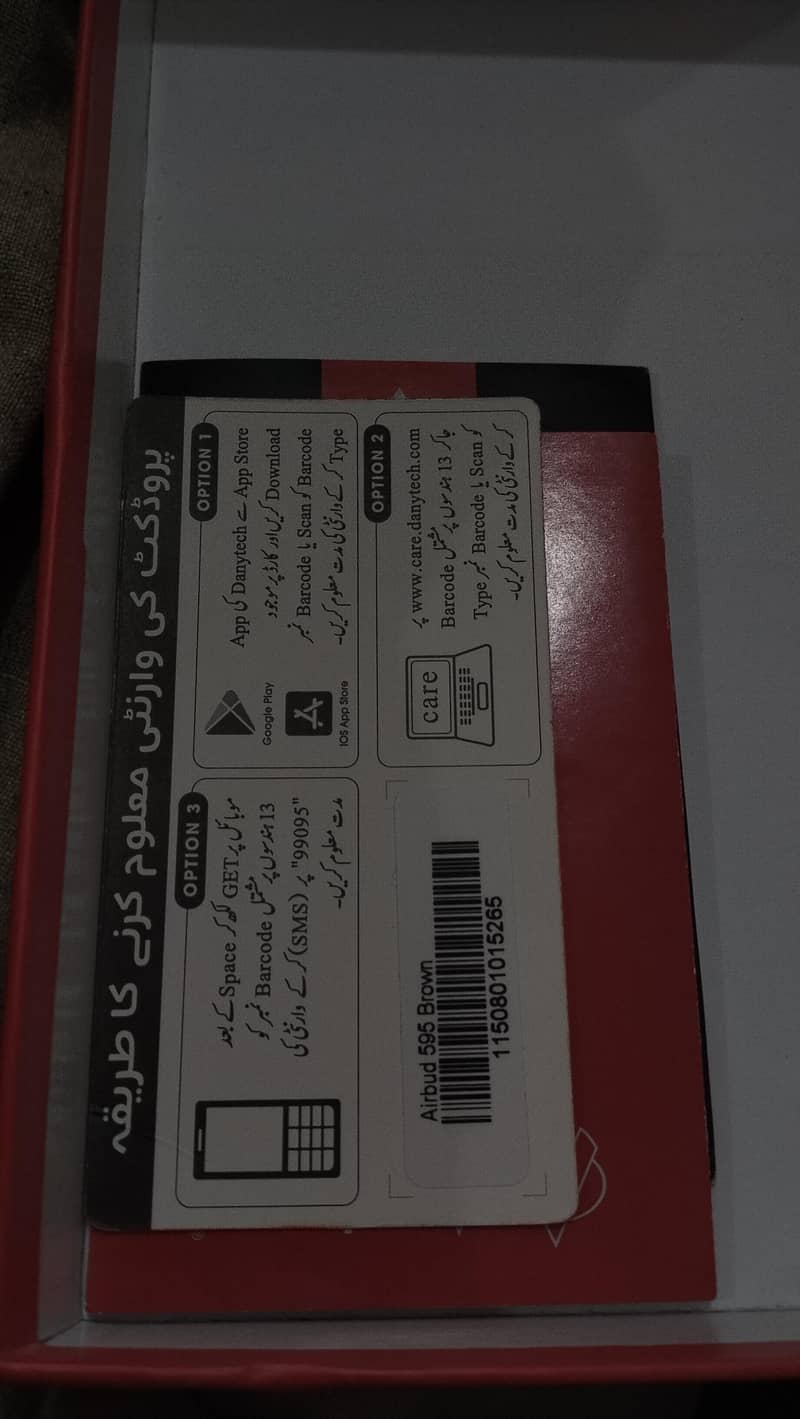 پروڈکٹ کی وارنٹی معلوم کرنے کا طریقہ
OPTION 1
App Store سے Danytech کی App
Download کریں اور کارڈ پر موجود
Barcode کو Scan یا Barcode نمبر
Type کر کے وارنٹی کی مدت معلوم کریں۔
Google Play
IOS App Store
OPTION 2
www.care.danytech.com پر
جا کر 13 ہندسوں پر مشتمل Barcode
کو Scan یا Barcode نمبر Type
کر کے وارنٹی کی مدت معلوم کریں۔
care
OPTION 3
موبائل پر GET لکھ کر Space کے بعد
13 ہندسوں پر مشتمل Barcode نمبر کو
"99095" پر (SMS) کر کے وارنٹی کی
مدت معلوم کریں۔
Airbud 595 Brown
1150801015265